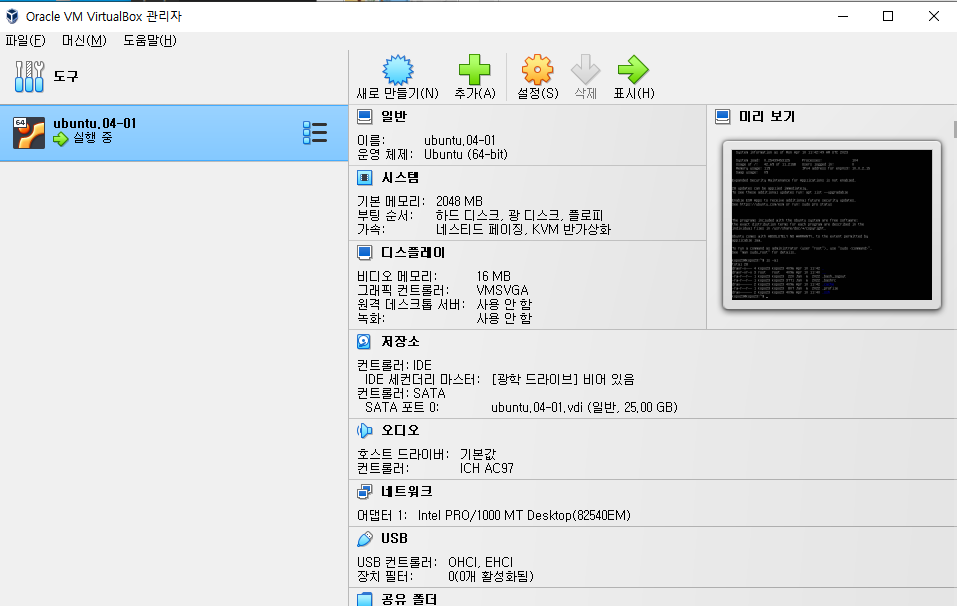 Oracle VM VirtualBox 관리자
파일(F) 머신(M) 도움말(H)
도구
새로 만들기(N) 추가(A) 설정(S) 삭제 표시(H)
64
ubuntu,04-01
실행 중
일반
이름: ubuntu,04-01
운영 체제: Ubuntu (64-bit)
시스템
기본 메모리: 2048 MB
부팅 순서: 하드 디스크, 광 디스크, 플로피
가속: 네스티드 페이징, KVM 반가상화
디스플레이
비디오 메모리: 16 MB
그래픽 컨트롤러: VMSVGA
원격 데스크톱 서버: 사용 안 함
녹화: 사용 안 함
미리 보기
저장소
컨트롤러: IDE
IDE 세컨더리 마스터: [광학 드라이브] 비어 있음
컨트롤러: SATA
SATA 포트 0: ubuntu,04-01,vdi (일반, 25,00 GB)
오디오
호스트 드라이버: 기본값
컨트롤러: ICH AC97
네트워크
어댑터 1: Intel PRO/1000 MT Desktop(82540EM)
USB
USB 컨트롤러: OHCI, EHCI
장치 필터: 0(0개 활성화됨)
공유 폴더